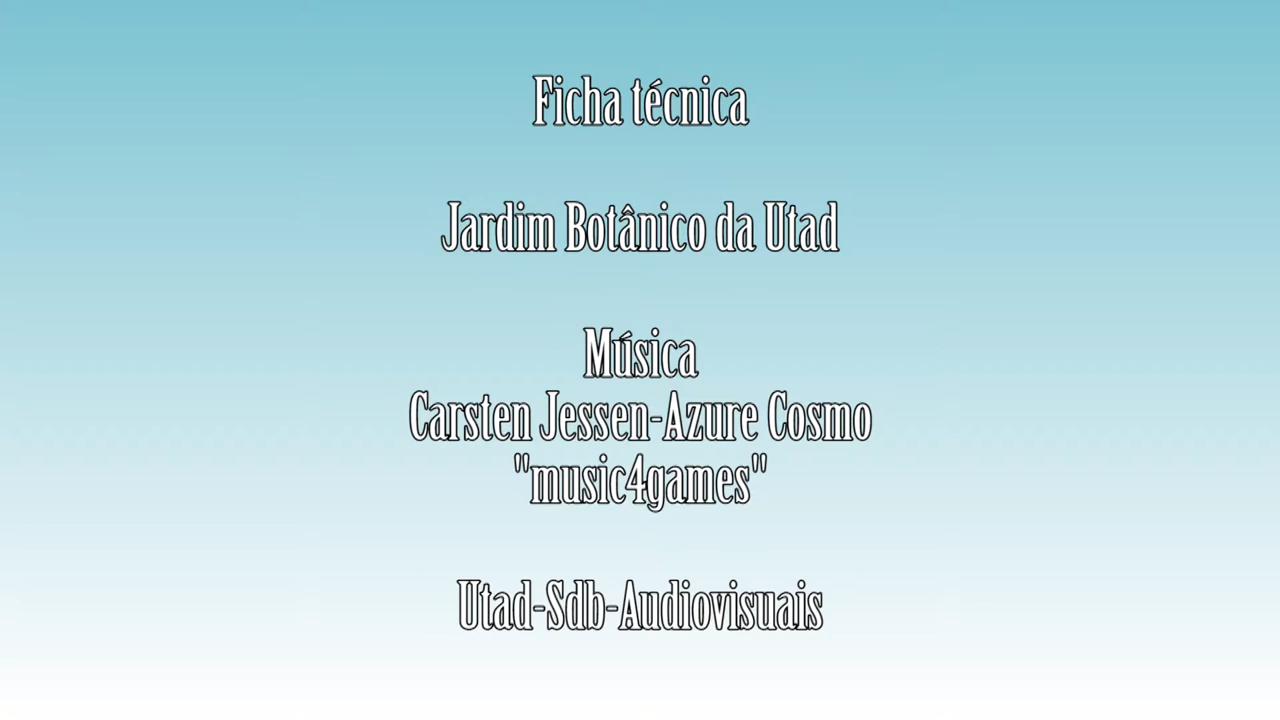 Ficha técnica
Jardim Botânico da Utad
Música
Carsten Jessen-Azure Cosmo
"music4games"
Utad-Sdb-Audiovisuais